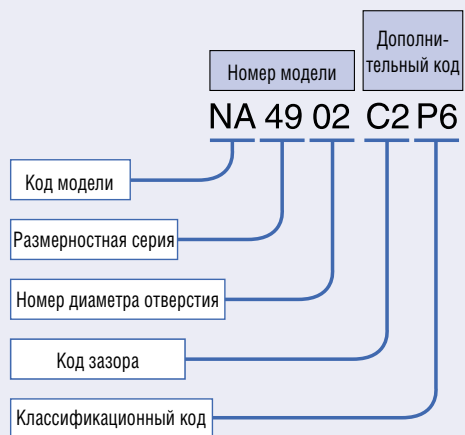 Номер модели
Дополни-
тельный код
NA 49 02 C2 P6
Код модели
Размерностная серия
Номер диаметра отверстия
Код зазора
Классификационный код